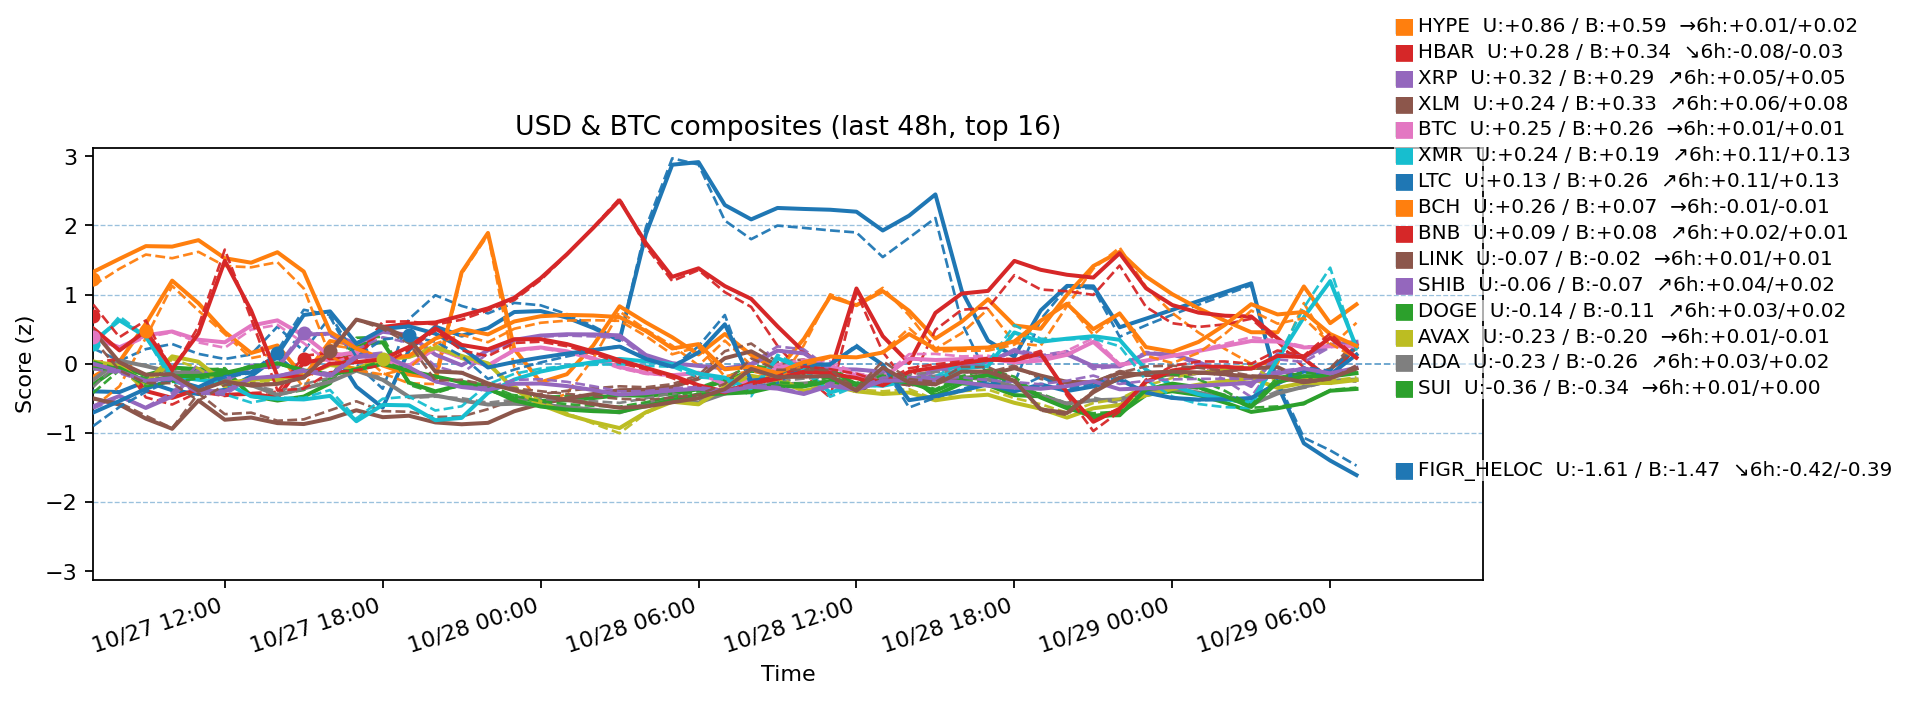 HYPE  U:+0.86 / B:+0.59  →6h:+0.01/+0.02
HBAR  U:+0.28 / B:+0.34  ↘6h:-0.08/-0.03
XRP  U:+0.32 / B:+0.29  ↗6h:+0.05/+0.05
XLM  U:+0.24 / B:+0.33  ↗6h:+0.06/+0.08
BTC  U:+0.25 / B:+0.26  →6h:+0.01/+0.01
XMR  U:+0.24 / B:+0.19  ↗6h:+0.11/+0.13
LTC  U:+0.13 / B:+0.26  ↗6h:+0.11/+0.13
BCH  U:+0.26 / B:+0.07  →6h:-0.01/-0.01
BNB  U:+0.09 / B:+0.08  ↗6h:+0.02/+0.01
LINK  U:-0.07 / B:-0.02  →6h:+0.01/+0.01
SHIB  U:-0.06 / B:-0.07  ↗6h:+0.04/+0.02
DOGE  U:-0.14 / B:-0.11  ↗6h:+0.03/+0.02
AVAX  U:-0.23 / B:-0.20  →6h:+0.01/-0.01
ADA  U:-0.23 / B:-0.26  ↗6h:+0.03/+0.02
SUI  U:-0.36 / B:-0.34  →6h:+0.01/+0.00
FIGR_HELOC  U:-1.61 / B:-1.47  ↘6h:-0.42/-0.39
USD & BTC composites (last 48h, top 16)
Score (z)
3
2
1
0
−1
−2
−3
10/27 12:00
10/27 18:00
10/28 00:00
10/28 06:00
10/28 12:00
10/28 18:00
10/29 00:00
10/29 06:00
Time